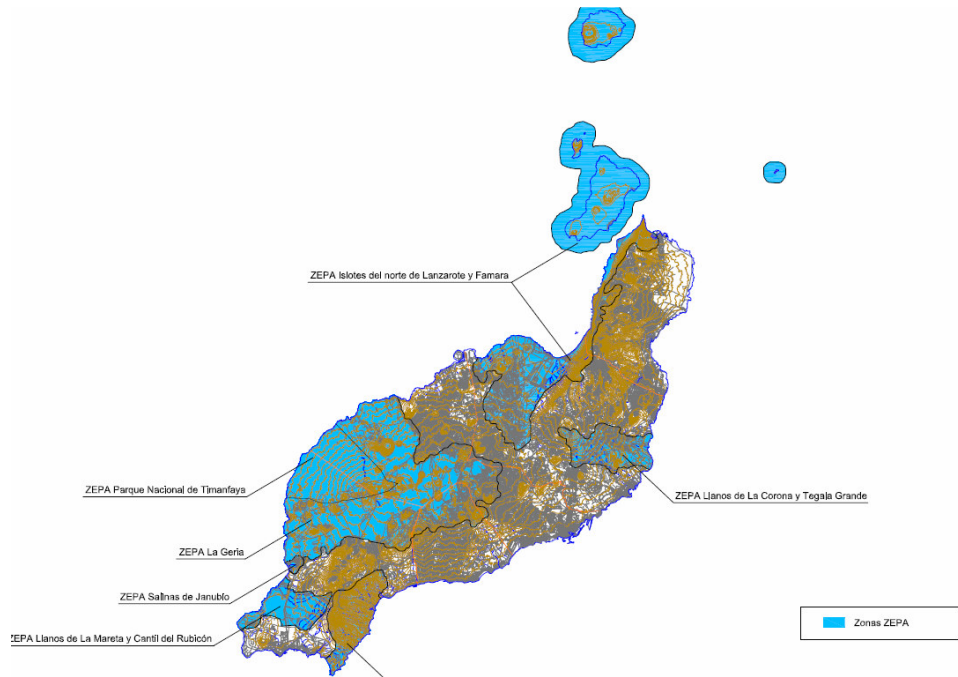 ZEPA Islotes del norte de Lanzarote y Famara
ZEPA Parque Nacional de Timanfaya
ZEPA Llanos de La Corona y Tegala Grande
ZEPA La Geria
ZEPA Salinas de Janubio
Zonas ZEPA
ZEPA Llanos de La Mareta y Cantil del Rubicón